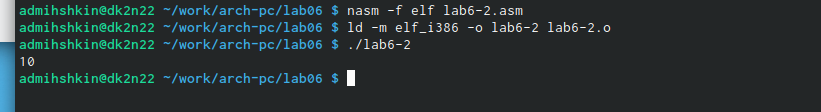 admihshkin@dk2n22 ~/work/arch-pc/lab06 $ nasm -f elf lab6-2.asm
admihshkin@dk2n22 ~/work/arch-pc/lab06 $ ld -m elf_i386 -o lab6-2 lab6-2.o
admihshkin@dk2n22 ~/work/arch-pc/lab06 $ ./lab6-2
10
admihshkin@dk2n22 ~/work/arch-pc/lab06 $